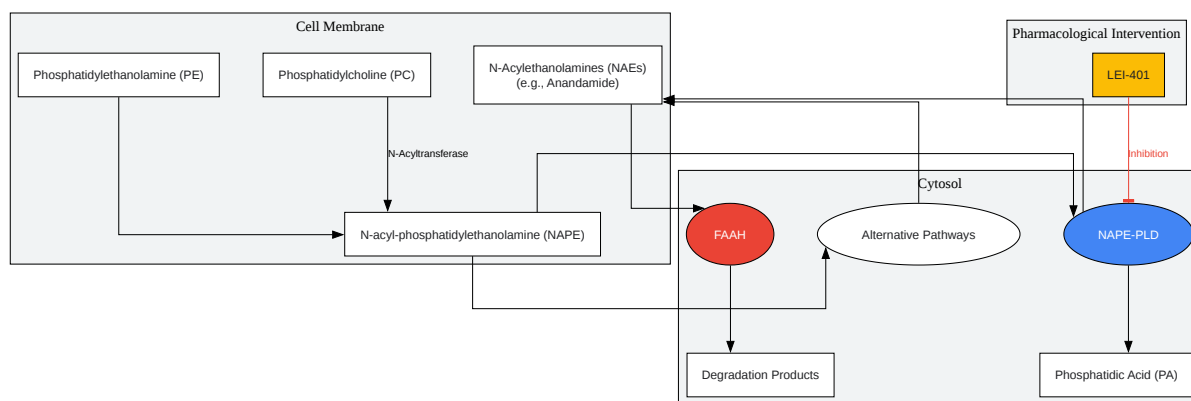 Cell Membrane
Pharmacological Intervention
Phosphatidylethanolamine (PE)
Phosphatidylcholine (PC)
N-Acylethanolamines (NAEs)
(e.g., Anandamide)
LEI-401
N-Acyltransferase
Inhibition
Cytosol
N-acyl-phosphatidylethanolamine (NAPE)
FAAH
Alternative Pathways
NAPE-PLD
Degradation Products
Phosphatidic Acid (PA)